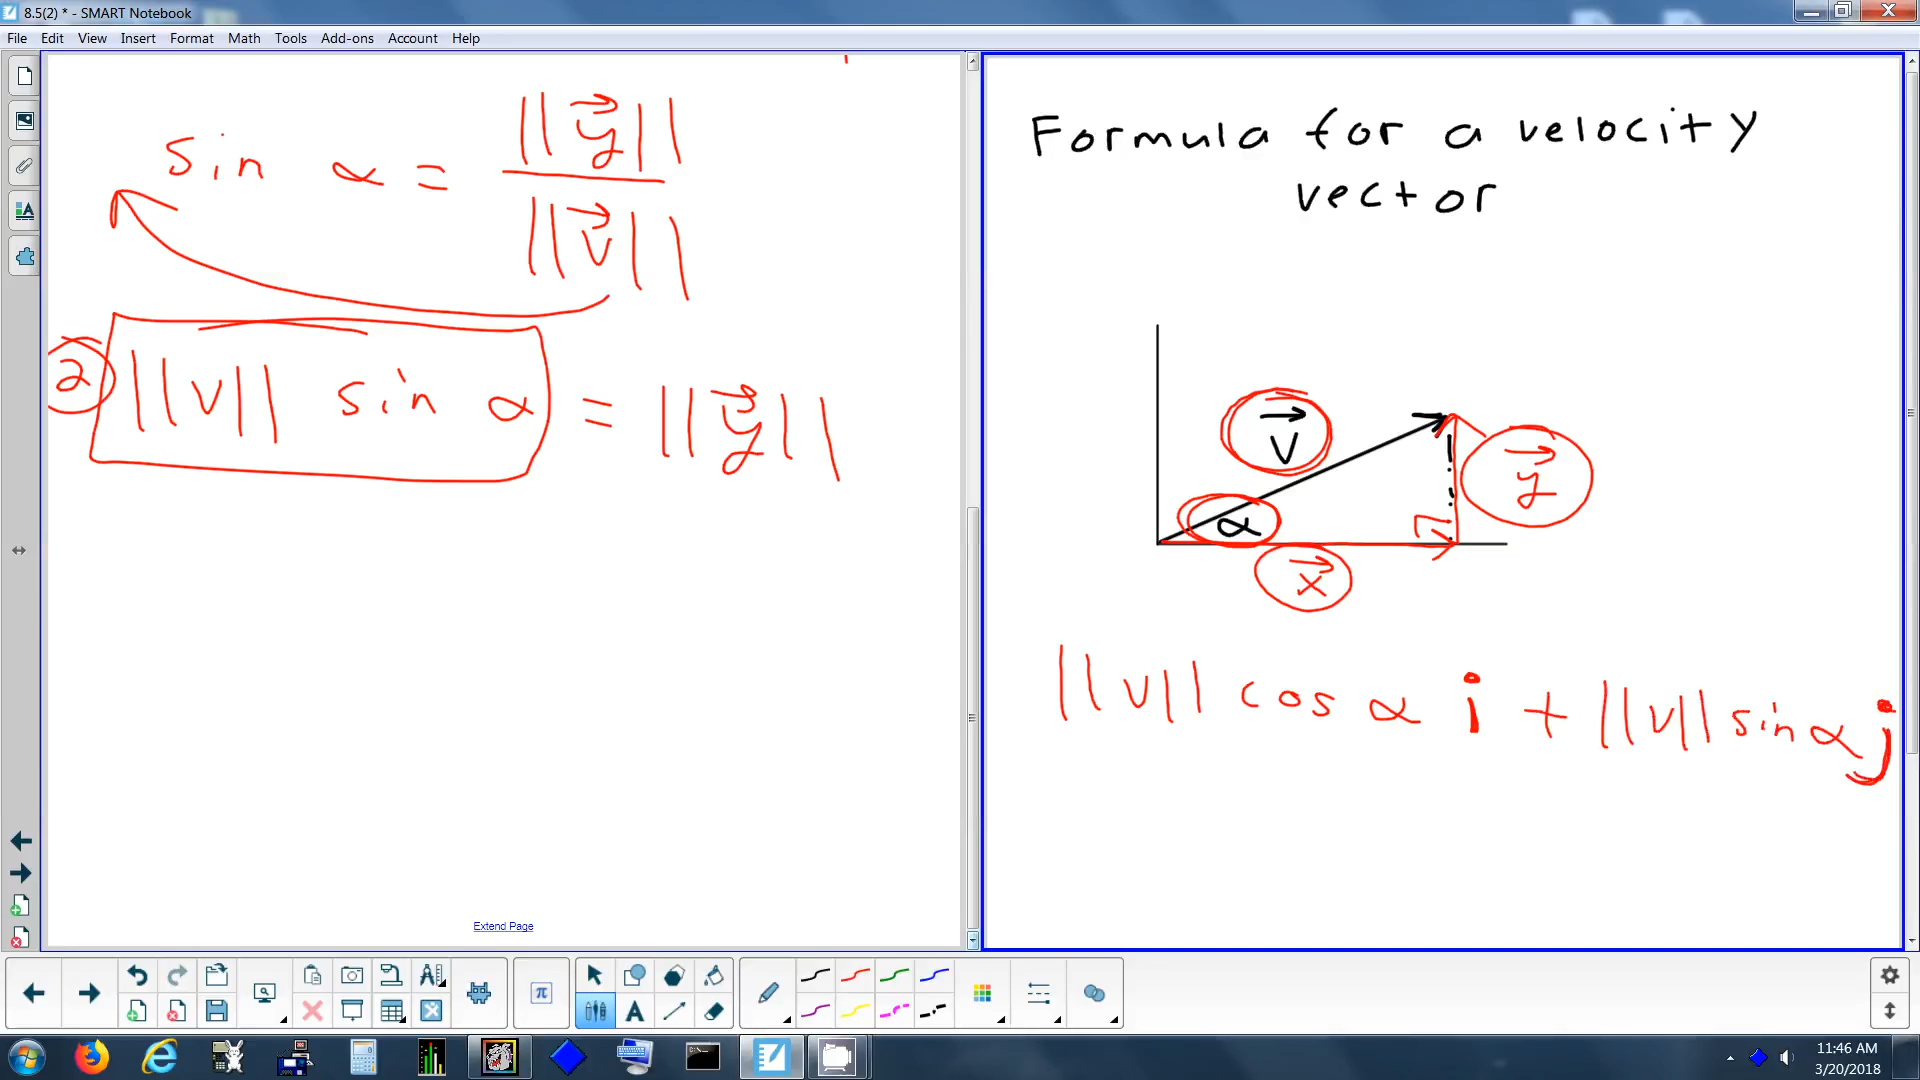 8.5(2) * - SMART Notebook
File Edit View Insert Format Math Tools Add-ons Account Help
sin α = ||y⃗|| / ||v⃗||
② ||v|| sin α = ||y⃗||
Extend Page
Formula for a velocity
vector
v⃗
y⃗
α
x⃗
||v|| cos α i + ||v|| sin α j
π
A
11:46 AM
3/20/2018